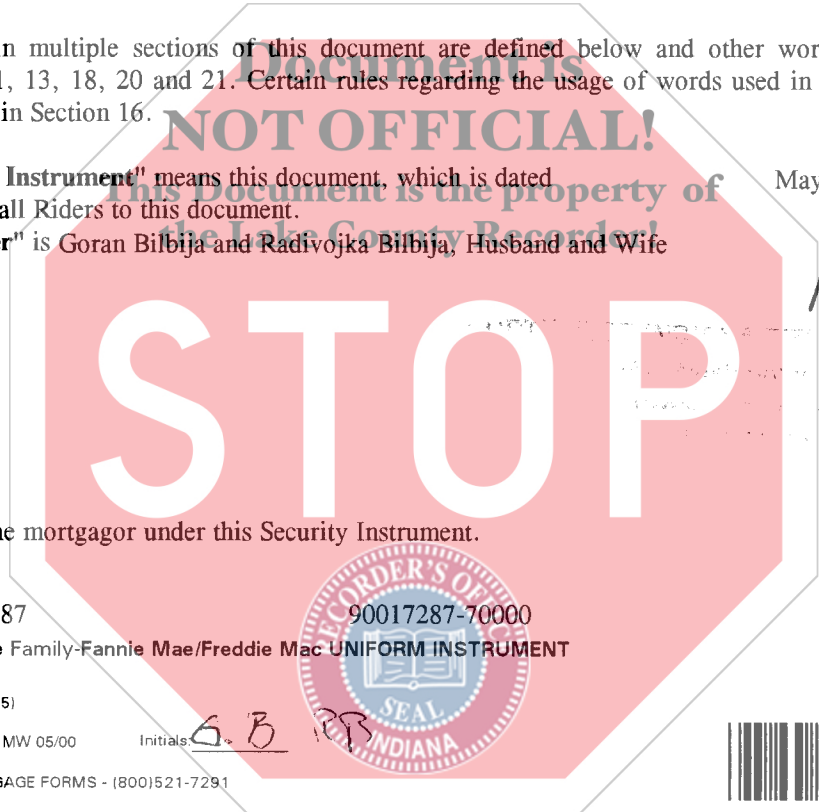 n multiple sections of this document are defined below and other wor
Document is
1, 13, 18, 20 and 21. Certain rules regarding the usage of words used in
in Section 16.
NOT OFFICIAL!
Instrument" means this document, which is dated May
This Document is the property of
all Riders to this document.
the Lake County Recorder!
r" is Goran Bilbija and Radivojka Bilbija, Husband and Wife
STOP
ne mortgagor under this Security Instrument.
RECORDER'S OFFICE
87 90017287-70000
e Family-Fannie Mae/Freddie Mac UNIFORM INSTRUMENT
5)
SEAL
MW 05/00 Initials: G. B RB
INDIANA
GAGE FORMS - (800)521-7291